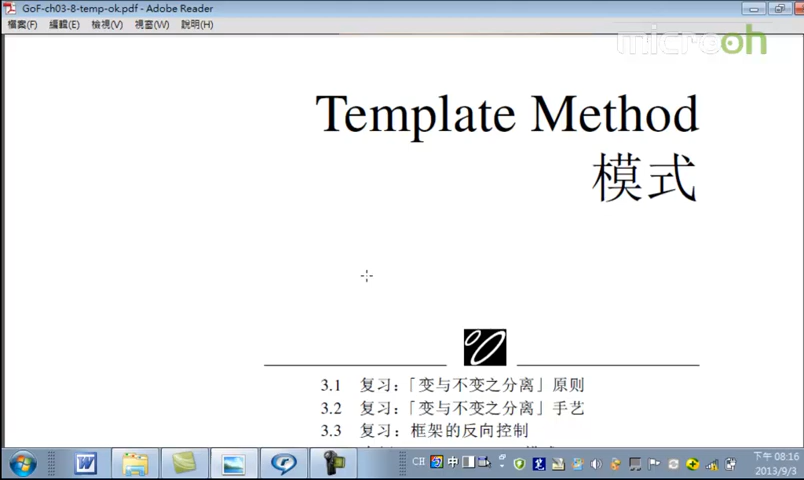 GoF-ch03-8-temp-ok.pdf - Adobe Reader
檔案(F) 編輯(E) 檢視(V) 視窗(W) 說明(H)
microoh
Template Method
模式
3.1 复习：「变与不变之分离」原则
3.2 复习：「变与不变之分离」手艺
3.3 复习：框架的反向控制
CH 中
下午 08:16
2013/9/3